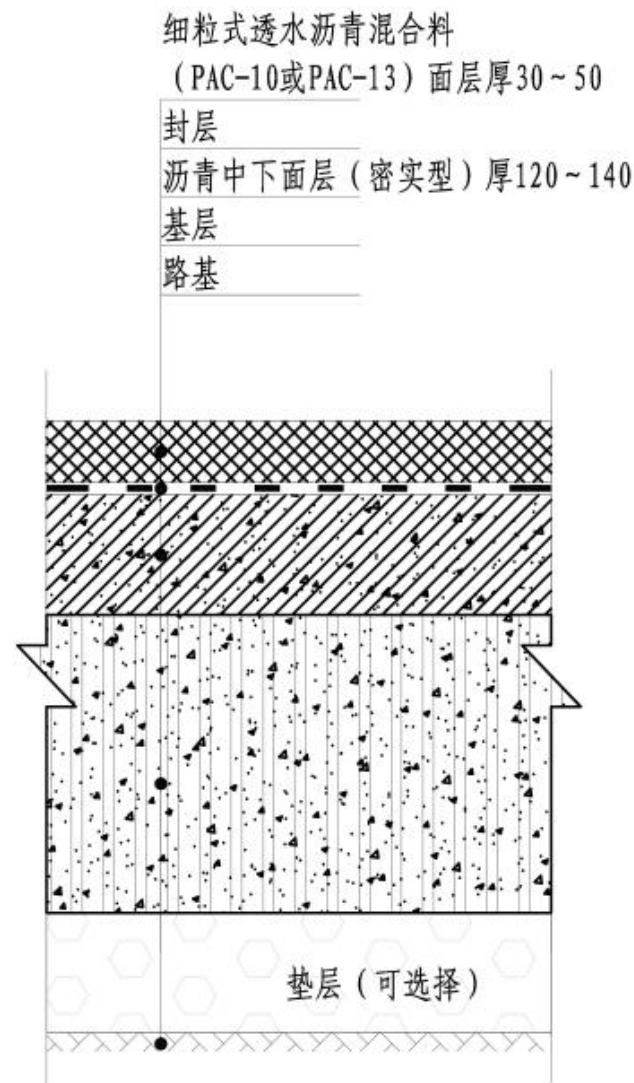 细粒式透水沥青混合料
（PAC-10或PAC-13）面层厚30～50
封层
沥青中下面层（密实型）厚120～140
基层
路基
垫层（可选择）